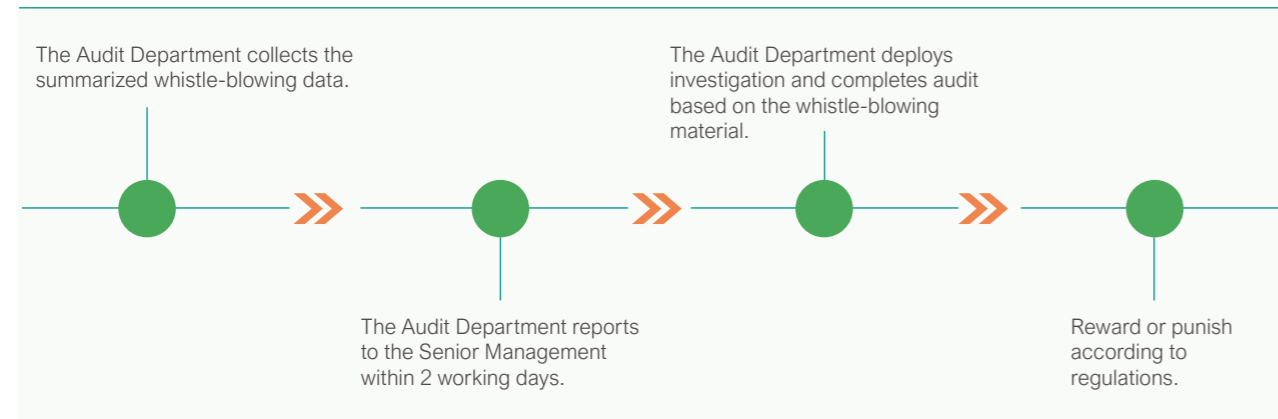 The Audit Department collects the
summarized whistle-blowing data.
The Audit Department reports
to the Senior Management
within 2 working days.
The Audit Department deploys
investigation and completes audit
based on the whistle-blowing
material.
Reward or punish
according to
regulations.